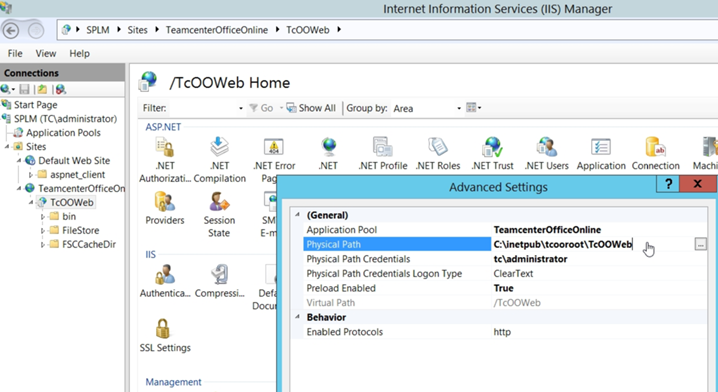 Internet Information Services (IIS) Manager
SPLM ▸ Sites ▸ TeamcenterOfficeOnline ▸ TcOOWeb ▸
File View Help
Connections
Start Page
SPLM (TC\administrator)
Application Pools
Sites
Default Web Site
aspnet_client
TeamcenterOfficeOn
TcOOWeb
bin
FileStore
FSCCacheDir
/TcOOWeb Home
Filter: Go Show All Group by: Area
ASP.NET
.NET Authorizati...
.NET Compilation
.NET Error Pag
.NET
.NET Profile
.NET Roles
.NET Trust
.NET Users
Application
Connection
Machi
Providers
Session State
SM E-m
IIS
Authentica...
Compressi...
Defa Docu
SSL Settings
Management
Advanced Settings
? X
(General)
Application Pool TeamcenterOfficeOnline
Physical Path C:\inetpub\tcooroot\TcOOWeb ...
Physical Path Credentials tc\administrator
Physical Path Credentials Logon Type ClearText
Preload Enabled True
Virtual Path /TcOOWeb
Behavior
Enabled Protocols http